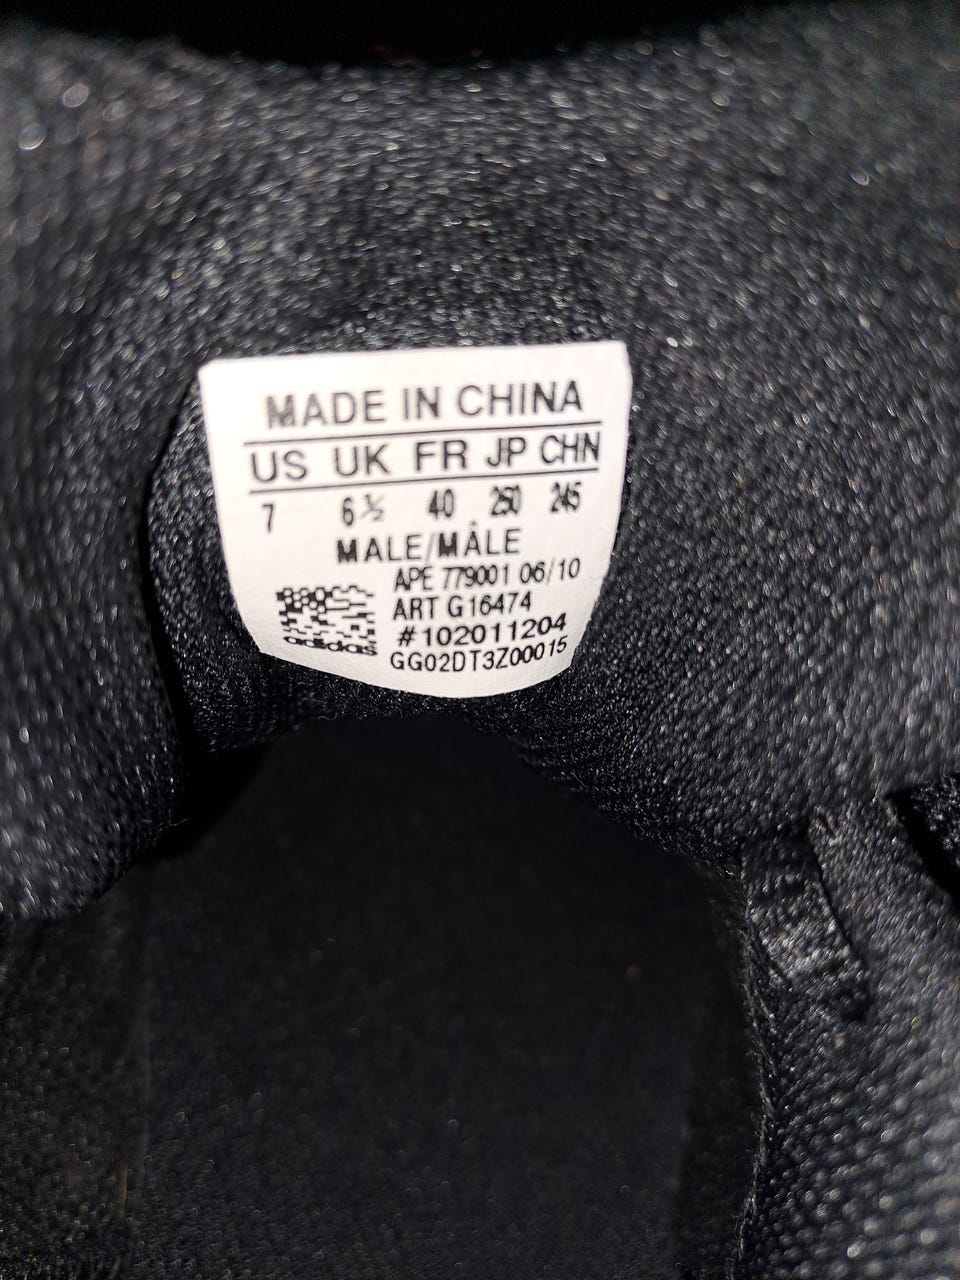 MADE IN CHINA
US UK FR JP CHN
7 6½ 40 250 245
MALE/MÂLE
APE 779001 06/10
ART G16474
#102011204
adidas GG02DT3Z00015